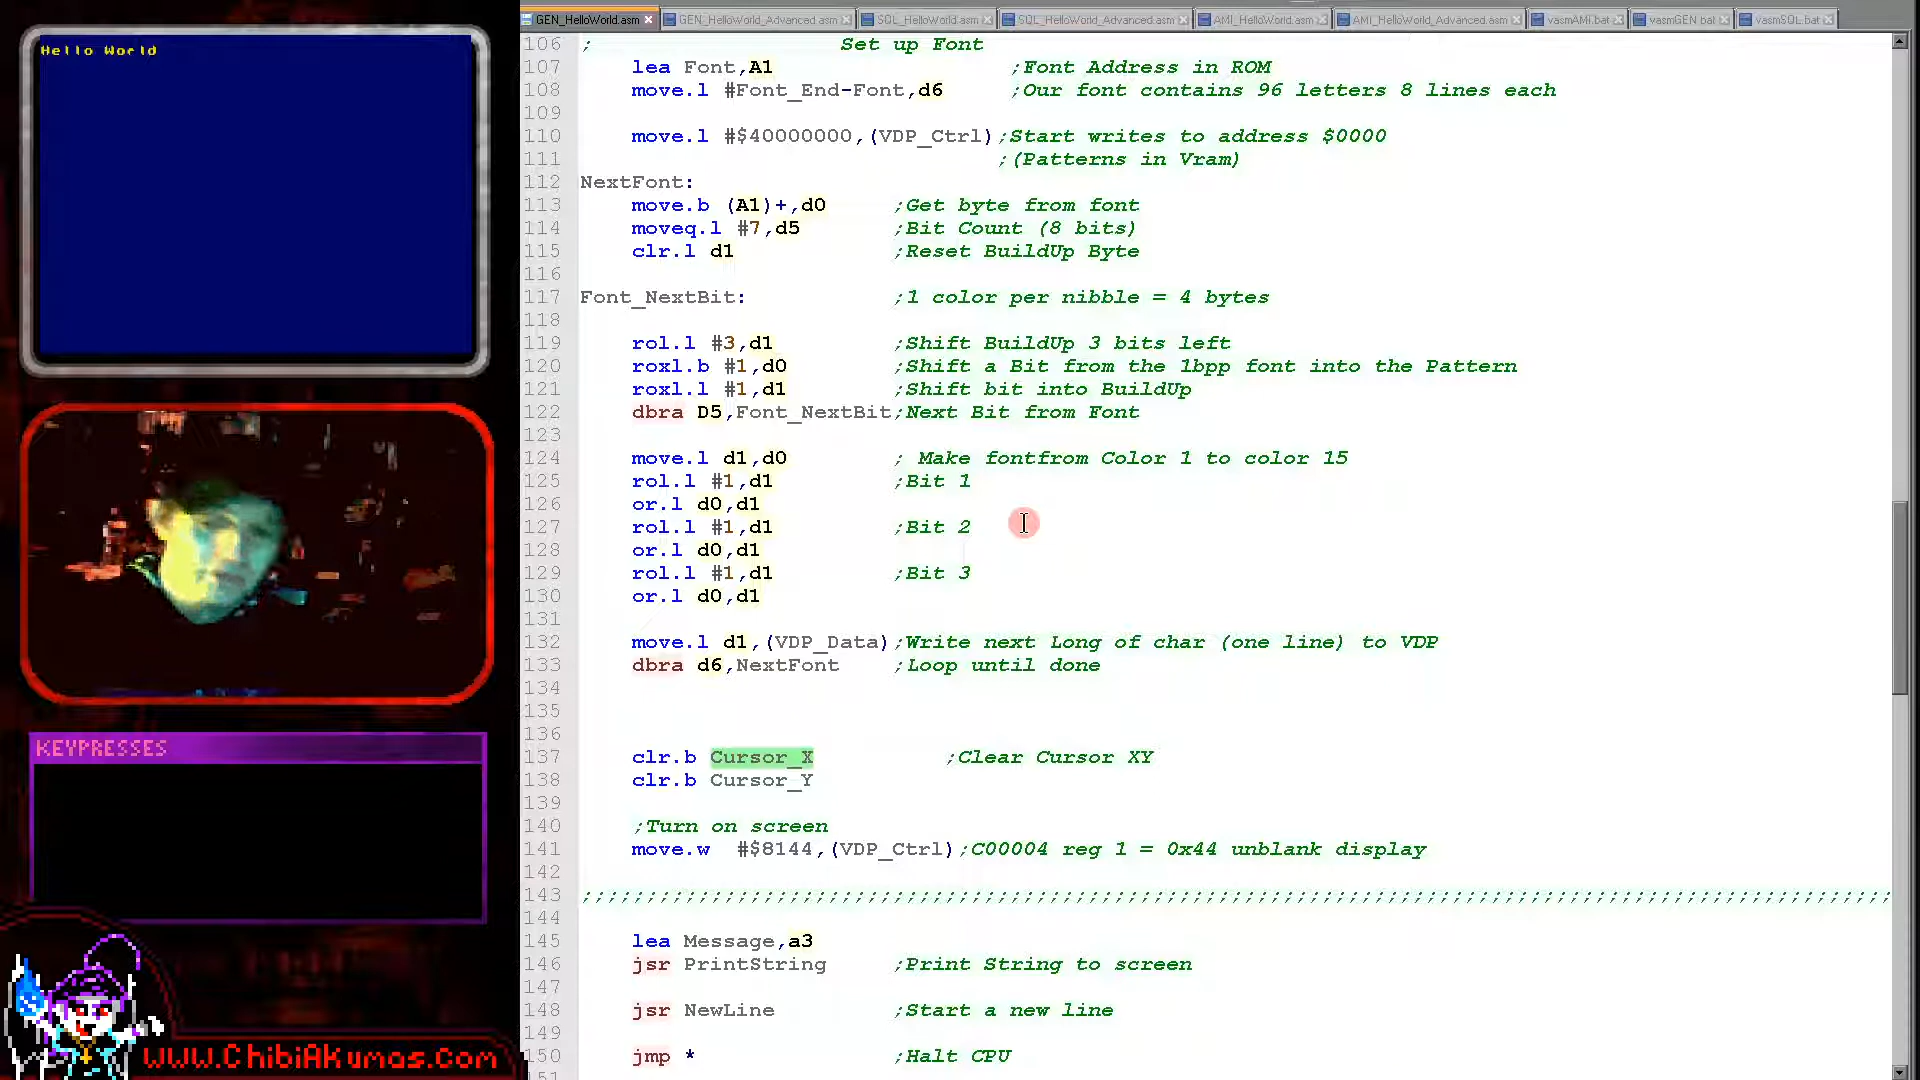 GEN_HelloWorld.asm
GEN_HelloWorld_Advanced.asm
SQL_HelloWorld.asm
SQL_HelloWorld_Advanced.asm
AMI_HelloWorld.asm
AMI_HelloWorld_Advanced.asm
vasmAMI.bat
vasmGEN.bat
vasmSQL.bat
Hello World
106 ; Set up Font
107 lea Font,A1 ;Font Address in ROM
108 move.l #Font_End-Font,d6 ;Our font contains 96 letters 8 lines each
109
110 move.l #$40000000,(VDP_Ctrl);Start writes to address $0000
111 ;(Patterns in Vram)
112 NextFont:
113 move.b (A1)+,d0 ;Get byte from font
114 moveq.l #7,d5 ;Bit Count (8 bits)
115 clr.l d1 ;Reset BuildUp Byte
116
117 Font_NextBit: ;1 color per nibble = 4 bytes
118
119 rol.l #3,d1 ;Shift BuildUp 3 bits left
120 roxl.b #1,d0 ;Shift a Bit from the 1bpp font into the Pattern
121 roxl.l #1,d1 ;Shift bit into BuildUp
122 dbra D5,Font_NextBit;Next Bit from Font
123
124 move.l d1,d0 ; Make fontfrom Color 1 to color 15
125 rol.l #1,d1 ;Bit 1
126 or.l d0,d1
127 rol.l #1,d1 ;Bit 2
128 or.l d0,d1
129 rol.l #1,d1 ;Bit 3
130 or.l d0,d1
131
132 move.l d1,(VDP_Data);Write next Long of char (one line) to VDP
133 dbra d6,NextFont ;Loop until done
134
135
136
137 clr.b Cursor_X ;Clear Cursor XY
138 clr.b Cursor_Y
139
140 ;Turn on screen
141 move.w #$8144,(VDP_Ctrl);C00004 reg 1 = 0x44 unblank display
142
143 ;;;;;;;;;;;;;;;;;;;;;;;;;;;;;;;;;;;;;;;;;;;;;;;;;;;;;;;;;;;;;;;;;;;;;;;;;;;;;;;;;;;;;;;;;;;;;;;;;;;;;
144
145 lea Message,a3
146 jsr PrintString ;Print String to screen
147
148 jsr NewLine ;Start a new line
149
150 jmp * ;Halt CPU
151
KEYPRESSES
www.ChibiAkumas.com